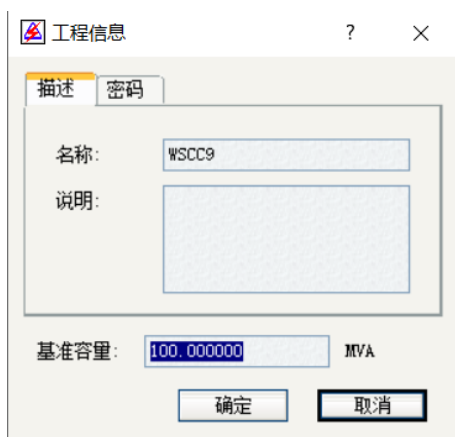 工程信息 ? ×
描述 密码
名称: WSCC9
说明:
基准容量: 100.000000 MVA
确定 取消